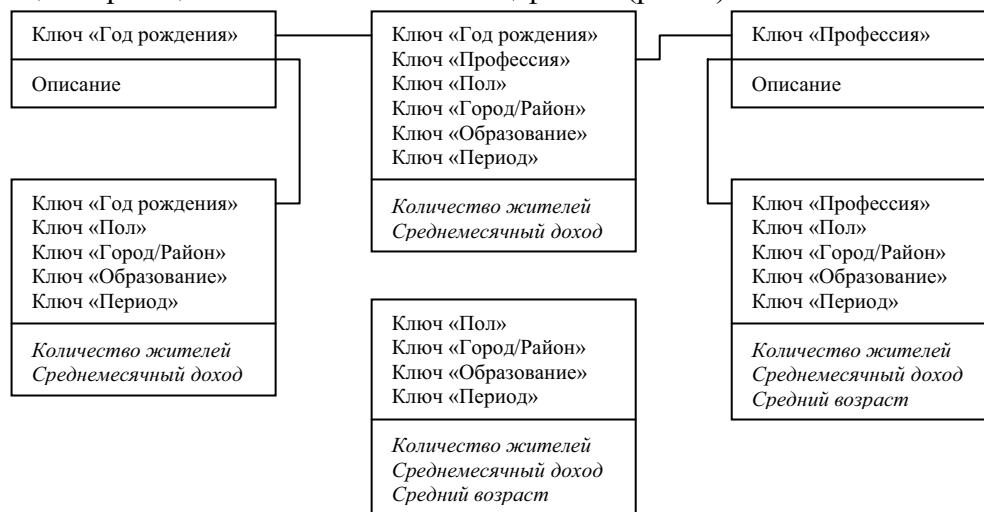 Ключ «Год рождения»
Описание
Ключ «Год рождения»
Ключ «Профессия»
Ключ «Пол»
Ключ «Город/Район»
Ключ «Образование»
Ключ «Период»
Количество жителей
Среднемесячный доход
Ключ «Профессия»
Описание
Ключ «Год рождения»
Ключ «Пол»
Ключ «Город/Район»
Ключ «Образование»
Ключ «Период»
Количество жителей
Среднемесячный доход
Ключ «Пол»
Ключ «Город/Район»
Ключ «Образование»
Ключ «Период»
Количество жителей
Среднемесячный доход
Средний возраст
Ключ «Профессия»
Ключ «Пол»
Ключ «Город/Район»
Ключ «Образование»
Ключ «Период»
Количество жителей
Среднемесячный доход
Средний возраст